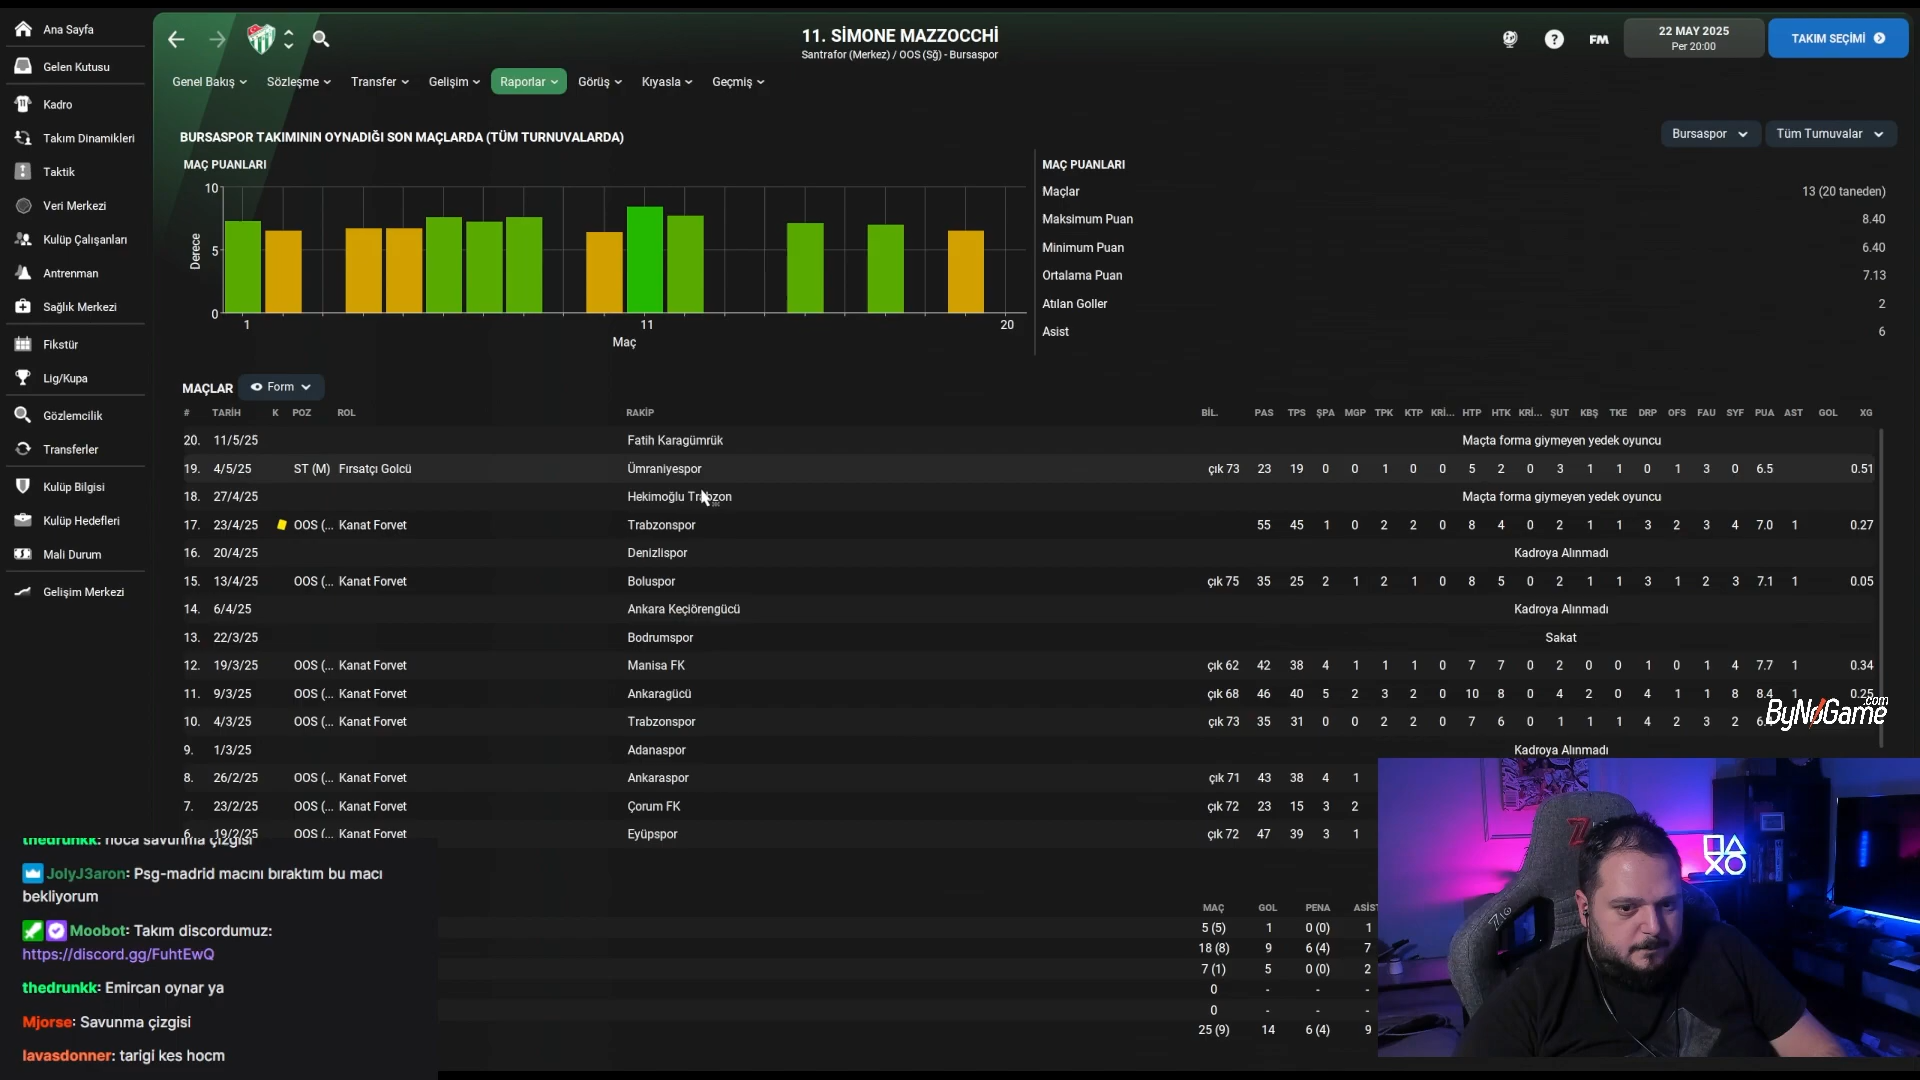 Ana Sayfa
Gelen Kutusu
Kadro
Takım Dinamikleri
Taktik
Veri Merkezi
Kulüp Çalışanları
Antrenman
Sağlık Merkezi
Fikstür
Lig/Kupa
Gözlemcilik
Transferler
Kulüp Bilgisi
Kulüp Hedefleri
Mali Durum
Gelişim Merkezi
11. SİMONE MAZZOCCHİ
Santrafor (Merkez) / OOS (Sğ) - Bursaspor
FM
22 MAY 2025
Per 20:00
TAKIM SEÇİMİ
Genel Bakış Sözleşme Transfer Gelişim Raporlar Görüş Kıyasla Geçmiş
BURSASPOR TAKIMININ OYNADIĞI SON MAÇLARDA (TÜM TURNUVALARDA)
Bursaspor Tüm Turnuvalar
MAÇ PUANLARI
10
5
0
Derece
1 11 20
Maç
MAÇ PUANLARI
Maçlar 13 (20 taneden)
Maksimum Puan 8.40
Minimum Puan 6.40
Ortalama Puan 7.13
Atılan Goller 2
Asist 6
MAÇLAR Form
# TARİH K POZ ROL RAKİP BİL. PAS TPS ŞPA MGP TPK KTP KRİ... HTP HTK KRİ... ŞUT KBŞ TKE DRP OFS FAU SYF PUA AST GOL XG
20. 11/5/25 Fatih Karagümrük Maçta forma giymeyen yedek oyuncu
19. 4/5/25 ST (M) Fırsatçı Golcü Ümraniyespor çık 73 23 19 0 0 1 0 0 5 2 0 3 1 1 0 1 3 0 6.5 0.51
18. 27/4/25 Hekimoğlu Trabzon Maçta forma giymeyen yedek oyuncu
17. 23/4/25 OOS (... Kanat Forvet Trabzonspor 55 45 1 0 2 2 0 8 4 0 2 1 1 3 2 3 4 7.0 1 0.27
16. 20/4/25 Denizlispor Kadroya Alınmadı
15. 13/4/25 OOS (... Kanat Forvet Boluspor çık 75 35 25 2 1 2 1 0 8 5 0 2 1 1 3 1 2 3 7.1 1 0.05
14. 6/4/25 Ankara Keçiörengücü Kadroya Alınmadı
13. 22/3/25 Bodrumspor Sakat
12. 19/3/25 OOS (... Kanat Forvet Manisa FK çık 62 42 38 4 1 1 1 0 7 7 0 2 0 0 1 0 1 4 7.7 1 0.34
11. 9/3/25 OOS (... Kanat Forvet Ankaragücü çık 68 46 40 5 2 3 2 0 10 8 0 4 2 0 4 1 1 8 8.4 1 0.25
10. 4/3/25 OOS (... Kanat Forvet Trabzonspor çık 73 35 31 0 0 2 2 0 7 6 0 1 1 1 4 2 3 2
ByNoGame.com
9. 1/3/25 Adanaspor Kadroya Alınmadı
8. 26/2/25 OOS (... Kanat Forvet Ankaraspor çık 71 43 38 4 1
7. 23/2/25 OOS (... Kanat Forvet Çorum FK çık 72 23 15 3 2
6. 19/2/25 OOS (... Kanat Forvet Eyüpspor çık 72 47 39 3 1
MAÇ GOL PENA ASİST
5 (5) 1 0 (0) 1
18 (8) 9 6 (4) 7
7 (1) 5 0 (0) 2
0 - - -
0 - - -
25 (9) 14 6 (4) 9
thedrunkk: hoca savunma çizgisi
JolyJ3aron: Psg-madrid macını bıraktım bu macı
bekliyorum
Moobot: Takım discordumuz:
https://discord.gg/FuhtEwQ
thedrunkk: Emircan oynar ya
Mjorse: Savunma çizgisi
lavasdonner: tarigi kes hocm